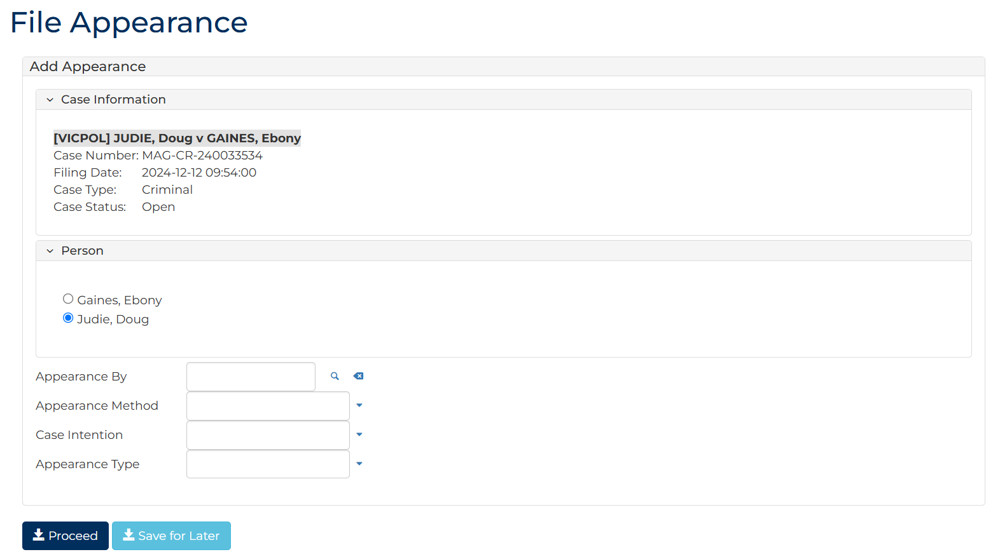 File Appearance
Add Appearance
Case Information
[VICPOL] JUDIE, Doug v GAINES, Ebony
Case Number: MAG-CR-240033534
Filing Date: 2024-12-12 09:54:00
Case Type: Criminal
Case Status: Open
Person
Gaines, Ebony
Judie, Doug
Appearance By
Appearance Method
Case Intention
Appearance Type
Proceed Save for Later